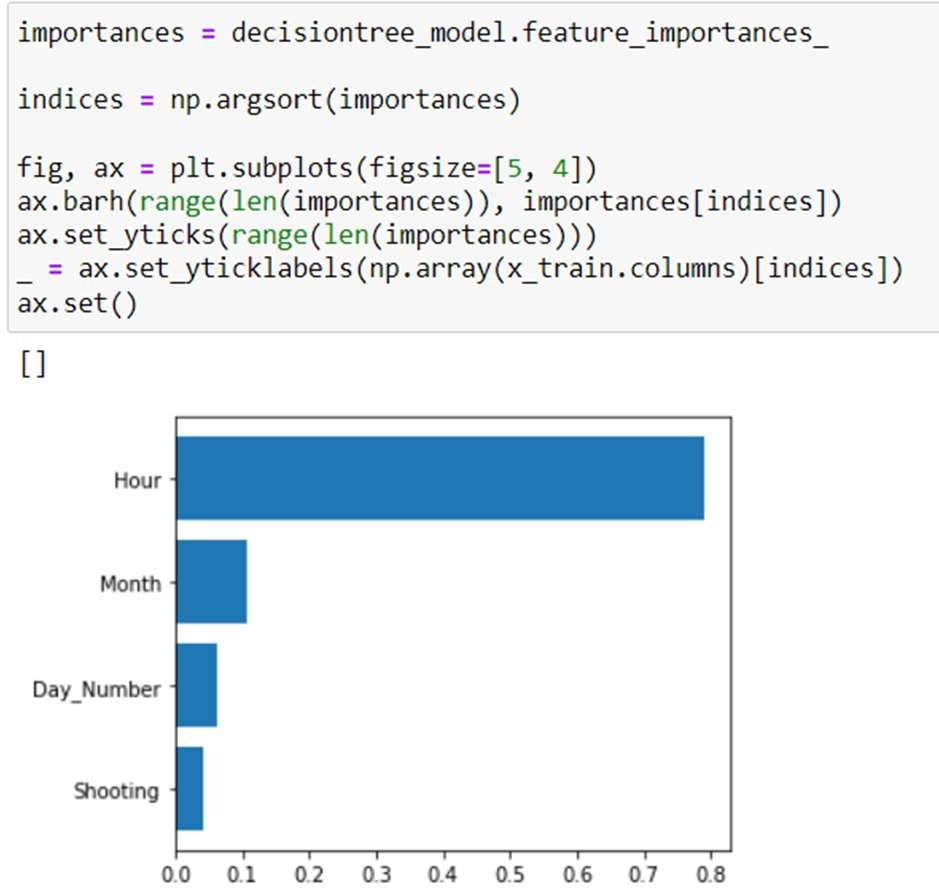 importances = decisiontree_model.feature_importances_
indices = np.argsort(importances)
fig, ax = plt.subplots(figsize=[5, 4])
ax.barh(range(len(importances)), importances[indices])
ax.set_yticks(range(len(importances)))
_ = ax.set_yticklabels(np.array(x_train.columns)[indices])
ax.set()
[]
Hour
Month
Day_Number
Shooting
0.0 0.1 0.2 0.3 0.4 0.5 0.6 0.7 0.8